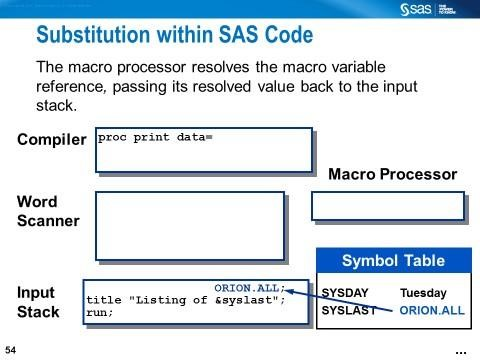 sas THE POWER TO KNOW.
Substitution within SAS Code
The macro processor resolves the macro variable
reference, passing its resolved value back to the input
stack.
Compiler
proc print data=
Macro Processor
Word
Scanner
Symbol Table
SYSDAY Tuesday
SYSLAST ORION.ALL
Input
Stack
ORION.ALL;
title "Listing of &syslast";
run;
54
...